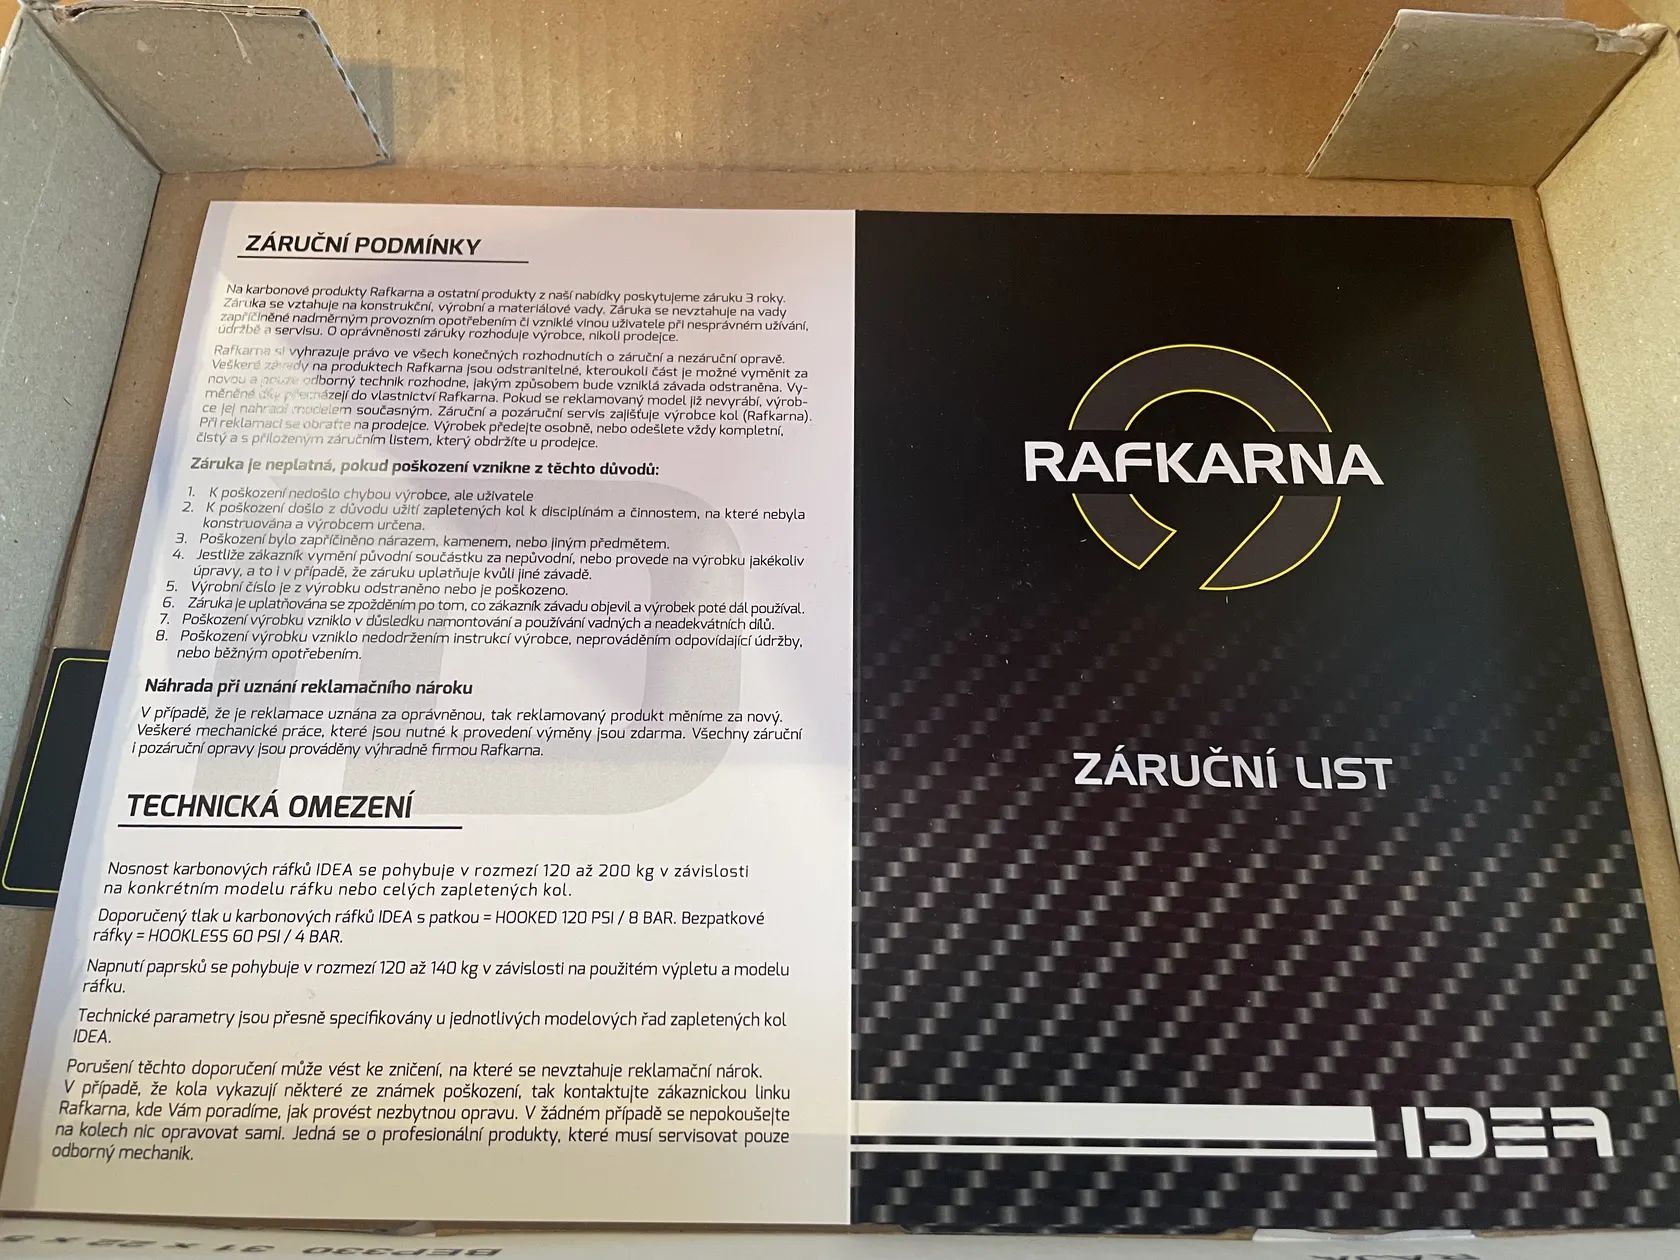 ZÁRUČNÍ PODMÍNKY
Na karbonové produkty Rafkarna a ostatní produkty z naší nabídky poskytujeme záruku 3 roky.
Záruka se vztahuje na konstrukční, výrobní a materiálové vady. Záruka se nevztahuje na vady
zapříčiněné nadměrným provozním opotřebením či vzniklé vinou uživatele při nesprávném užívání,
údržbě a servisu. O oprávněnosti záruky rozhoduje výrobce, nikoli prodejce.
Rafkarna si vyhrazuje právo ve všech konečných rozhodnutích o záruční a nezáruční opravě.
Veškeré závady na produktech Rafkarna jsou odstranitelné, kteroukoli část je možné vyměnit za
novou a pouze odborný technik rozhodne, jakým způsobem bude vzniklá závada odstraněna. Vy-
měněné díly přecházejí do vlastnictví Rafkarna. Pokud se reklamovaný model již nevyrábí, výrob-
ce jej nahradí modelem současným. Záruční a pozáruční servis zajišťuje výrobce kol (Rafkarna).
Při reklamaci se obraťte na prodejce. Výrobek předejte osobně, nebo odešlete vždy kompletní,
čistý a s přiloženým záručním listem, který obdržíte u prodejce.
Záruka je neplatná, pokud poškození vznikne z těchto důvodů:
1. K poškození nedošlo chybou výrobce, ale uživatele
2. K poškození došlo z důvodu užití zapletených kol k disciplínám a činnostem, na které nebyla
konstruována a výrobcem určena.
3. Poškození bylo zapříčiněno nárazem, kamenem, nebo jiným předmětem.
4. Jestliže zákazník vymění původní součástku za nepůvodní, nebo provede na výrobku jakékoliv
úpravy, a to i v případě, že záruku uplatňuje kvůli jiné závadě.
5. Výrobní číslo je z výrobku odstraněno nebo je poškozeno.
6. Záruka je uplatňována se zpožděním po tom, co zákazník závadu objevil a výrobek poté dál používal.
7. Poškození výrobku vzniklo v důsledku namontování a používání vadných a neadekvátních dílů.
8. Poškození výrobku vzniklo nedodržením instrukcí výrobce, neprováděním odpovídající údržby,
nebo běžným opotřebením.
Náhrada při uznání reklamačního nároku
V případě, že je reklamace uznána za oprávněnou, tak reklamovaný produkt měníme za nový.
Veškeré mechanické práce, které jsou nutné k provedení výměny jsou zdarma. Všechny záruční
i pozáruční opravy jsou prováděny výhradně firmou Rafkarna.
TECHNICKÁ OMEZENÍ
Nosnost karbonových ráfků IDEA se pohybuje v rozmezí 120 až 200 kg v závislosti
na konkrétním modelu ráfku nebo celých zapletených kol.
Doporučený tlak u karbonových ráfků IDEA s patkou = HOOKED 120 PSI / 8 BAR. Bezpatkové
ráfky = HOOKLESS 60 PSI / 4 BAR.
Napnutí paprsků se pohybuje v rozmezí 120 až 140 kg v závislosti na použitém výpletu a modelu
ráfku.
Technické parametry jsou přesně specifikovány u jednotlivých modelových řad zapletených kol
IDEA.
Porušení těchto doporučení může vést ke zničení, na které se nevztahuje reklamační nárok.
V případě, že kola vykazují některé ze známek poškození, tak kontaktujte zákaznickou linku
Rafkarna, kde Vám poradíme, jak provést nezbytnou opravu. V žádném případě se nepokoušejte
na kolech nic opravovat sami. Jedná se o profesionální produkty, které musí servisovat pouze
odborný mechanik.
RAFKARNA
ZÁRUČNÍ LIST
IDEA
BEP330 31 x 22 x 8